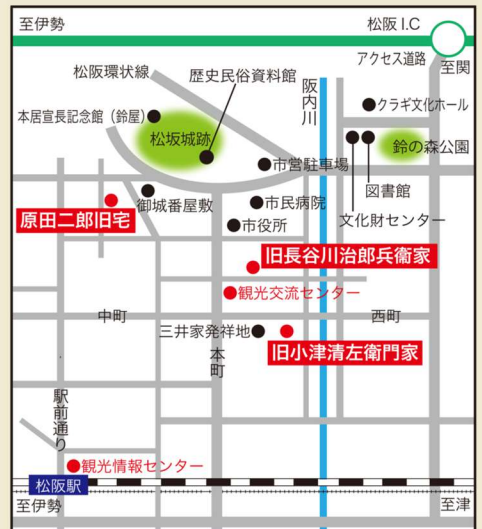 至伊勢
松阪I.C
アクセス道路
至関
松阪環状線
歴史民俗資料館
阪内川
クラギ文化ホール
本居宣長記念館(鈴屋)
松坂城跡
鈴の森公園
市営駐車場
図書館
御城番屋敷
市民病院
文化財センター
原田二郎旧宅
市役所
旧長谷川治郎兵衛家
観光交流センター
中町
西町
三井家発祥地
本町
旧小津清左衛門家
駅前通り
観光情報センター
松阪駅
至伊勢
至津